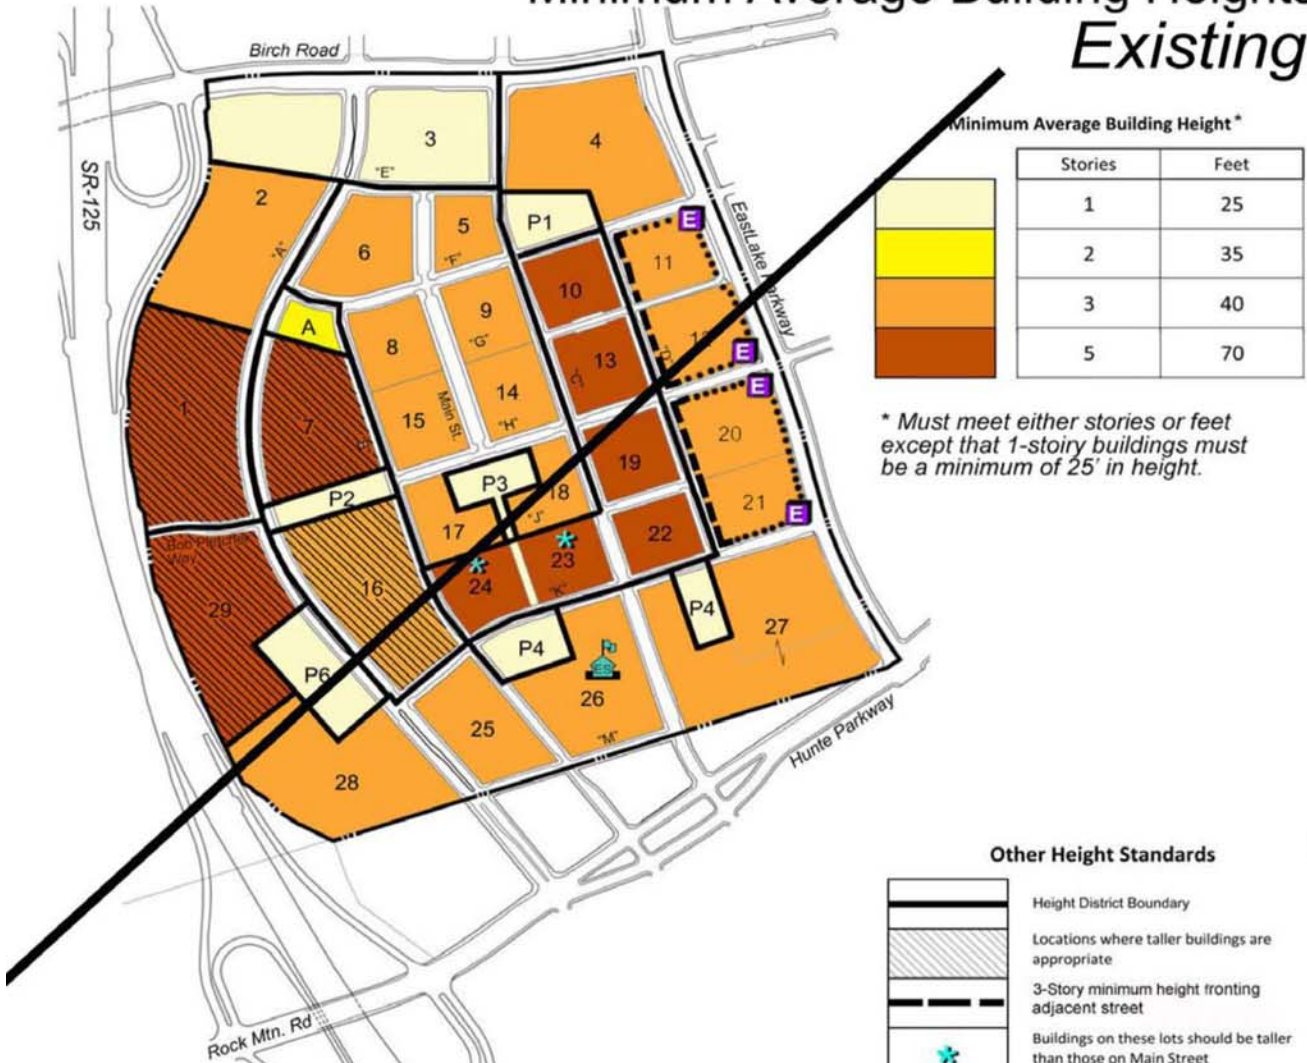 Minimum Average Building Heights
Existing
Birch Road
SR-125
EastLake Parkway
Minimum Average Building Height*
Stories Feet
1 25
2 35
3 40
5 70
* Must meet either stories or feet
except that 1-stoiry buildings must
be a minimum of 25' in height.
3
"E"
4
2
"A"
6
5
"F"
P1
11
10
A
8
9
"G"
12
"D"
13
"C"
1
7
15
Main St.
14
"H"
20
19
P2
P3
18
21
17
"J"
22
Bob Pletcher
Way
16
24
23
"K"
29
P4
P4
27
P6
26
ES
25
"M"
28
E
E
E
E
Hunte Parkway
Rock Mtn. Rd
Other Height Standards
Height District Boundary
Locations where taller buildings are
appropriate
3-Story minimum height fronting
adjacent street
Buildings on these lots should be taller
than those on Main Street